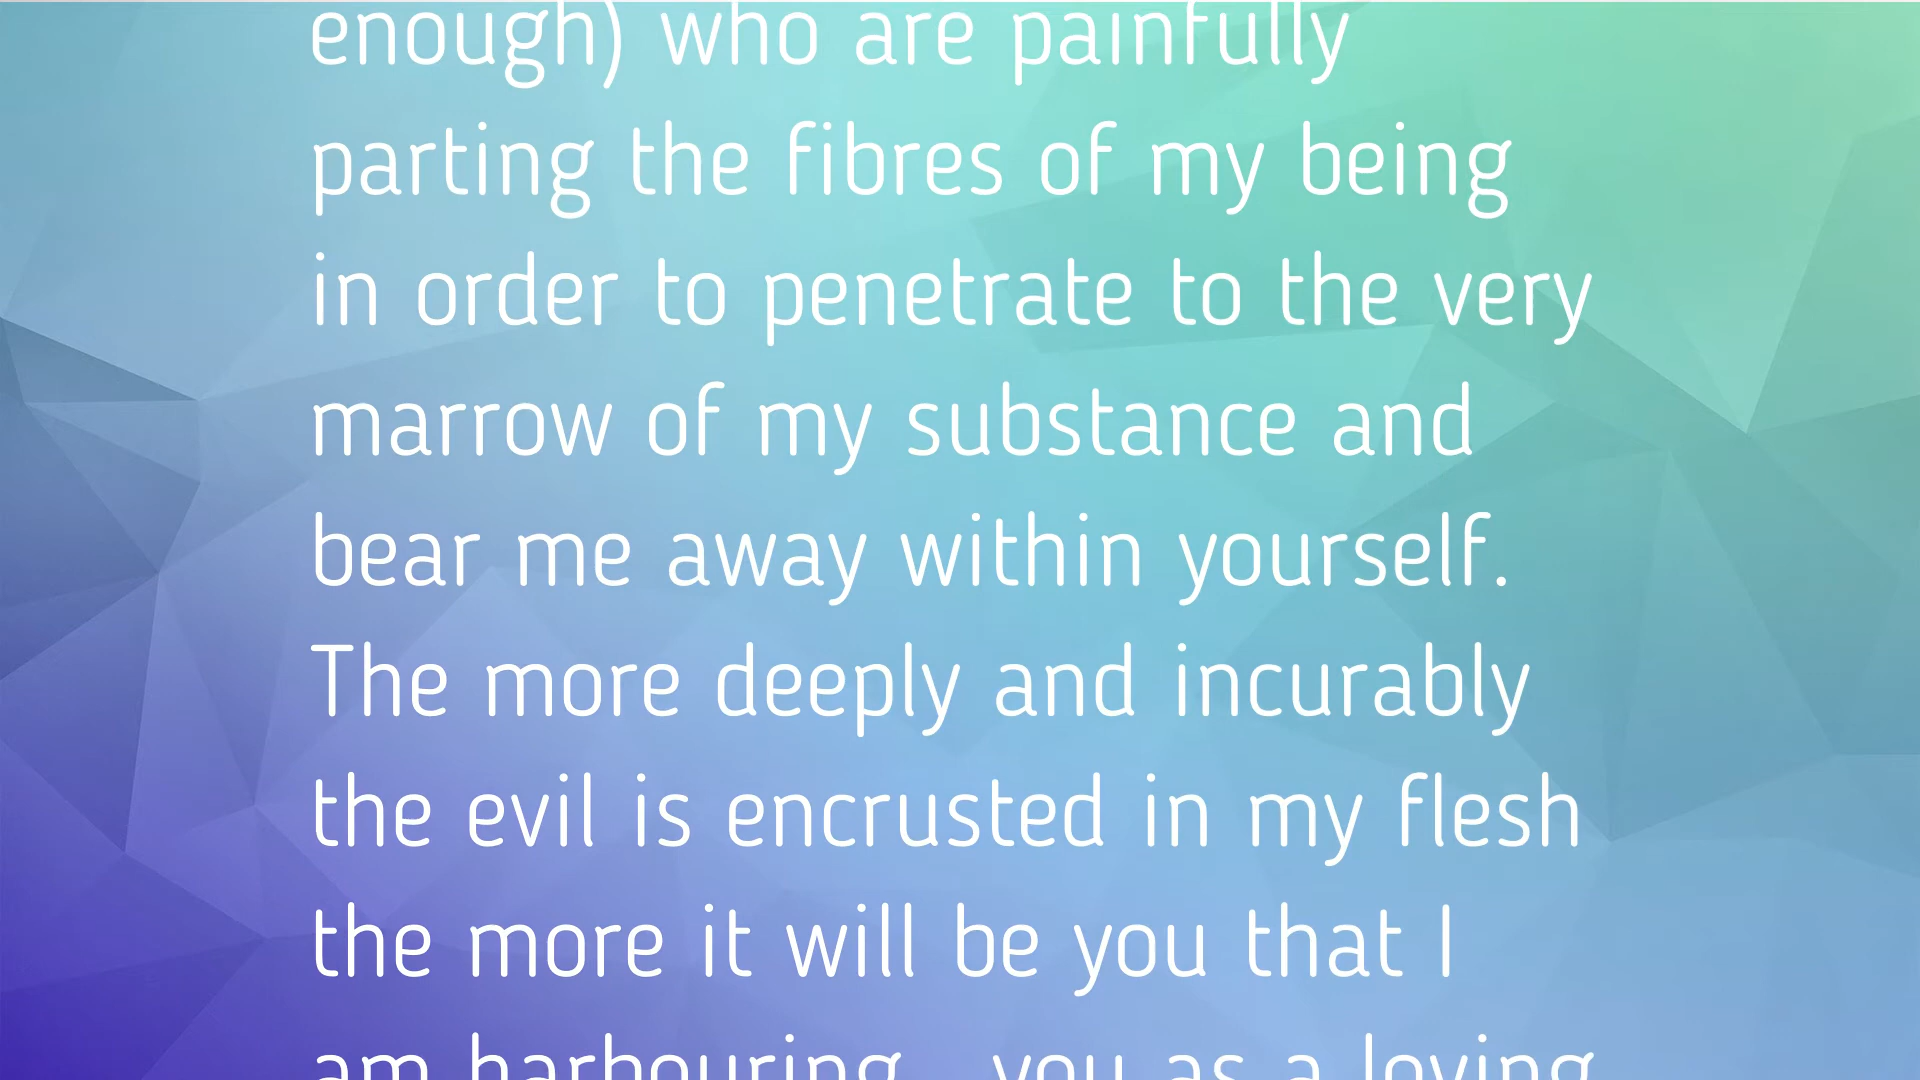 enough) who are painfully
parting the fibres of my being
in order to penetrate to the very
marrow of my substance and
bear me away within yourself.
The more deeply and incurably
the evil is encrusted in my flesh
the more it will be you that I
am harbouring_ you as a loving